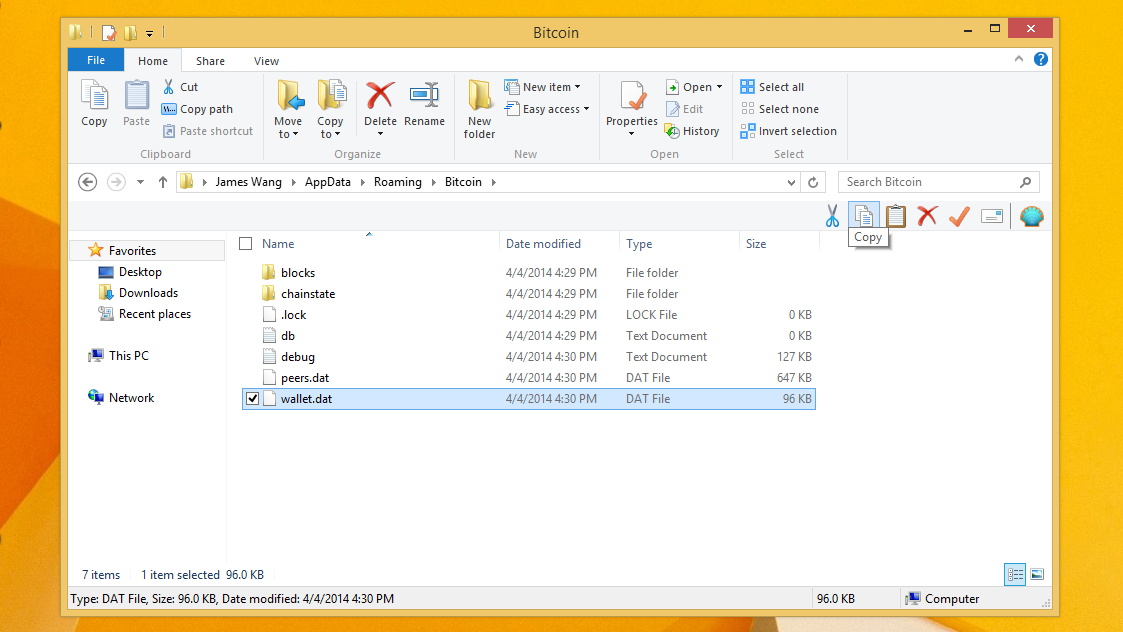 Bitcoin
File Home Share View
Copy Paste Cut
Copy path
Paste shortcut
Clipboard
Move to Copy to Delete Rename
Organize
New folder New item
Easy access
New
Properties Open
Edit
History
Open
Select all
Select none
Invert selection
Select
James Wang AppData Roaming Bitcoin Search Bitcoin
Copy
Favorites
Desktop
Downloads
Recent places
This PC
Network
Name Date modified Type Size
blocks 4/4/2014 4:29 PM File folder
chainstate 4/4/2014 4:29 PM File folder
.lock 4/4/2014 4:29 PM LOCK File 0 KB
db 4/4/2014 4:29 PM Text Document 0 KB
debug 4/4/2014 4:30 PM Text Document 127 KB
peers.dat 4/4/2014 4:30 PM DAT File 647 KB
wallet.dat 4/4/2014 4:30 PM DAT File 96 KB
7 items 1 item selected 96.0 KB
Type: DAT File, Size: 96.0 KB, Date modified: 4/4/2014 4:30 PM 96.0 KB Computer